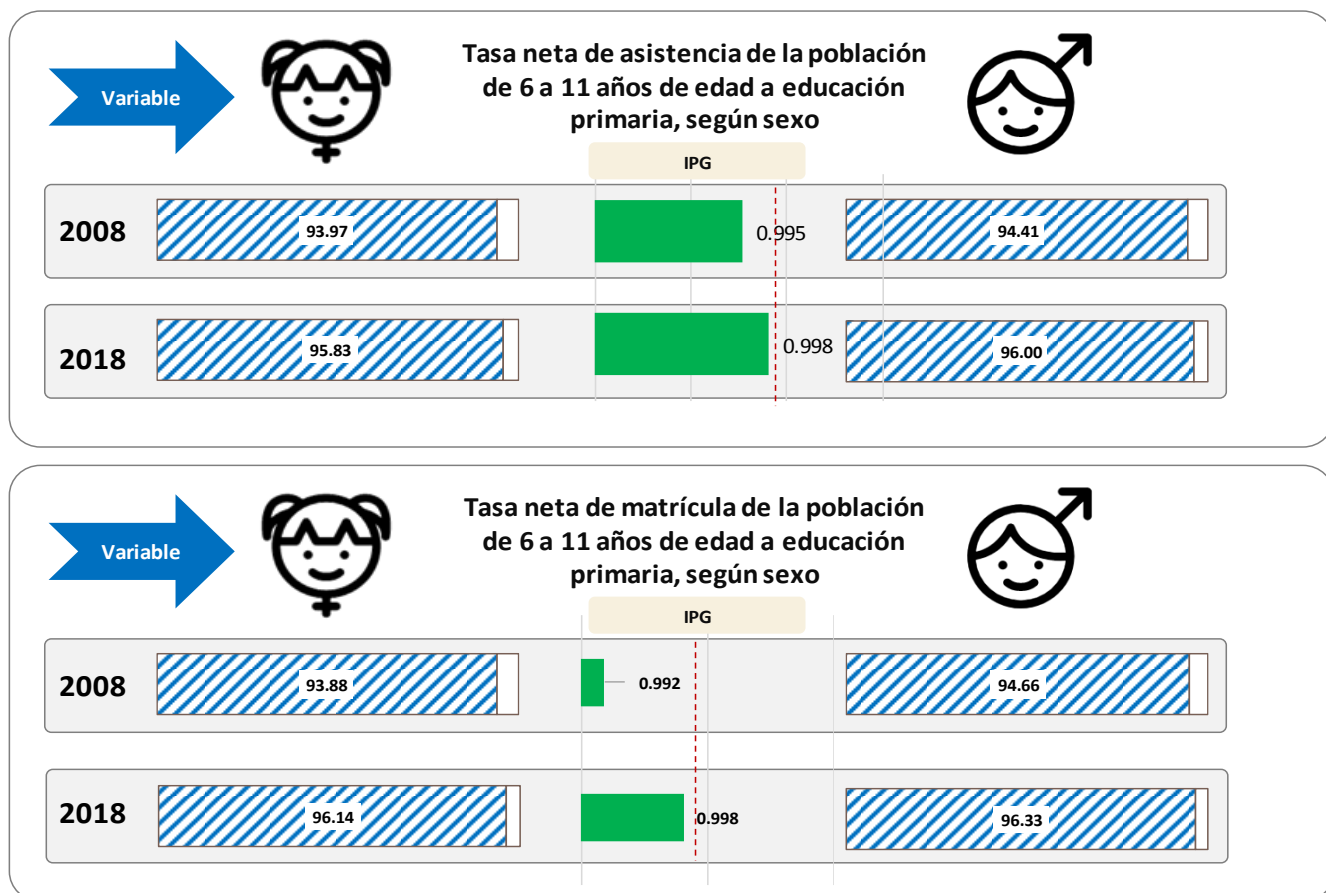 Variable
Tasa neta de asistencia de la población
de 6 a 11 años de edad a educación
primaria, según sexo
IPG
2008
93.97
0.995
94.41
2018
95.83
0.998
96.00
Variable
Tasa neta de matrícula de la población
de 6 a 11 años de edad a educación
primaria, según sexo
IPG
2008
93.88
0.992
94.66
2018
96.14
0.998
96.33